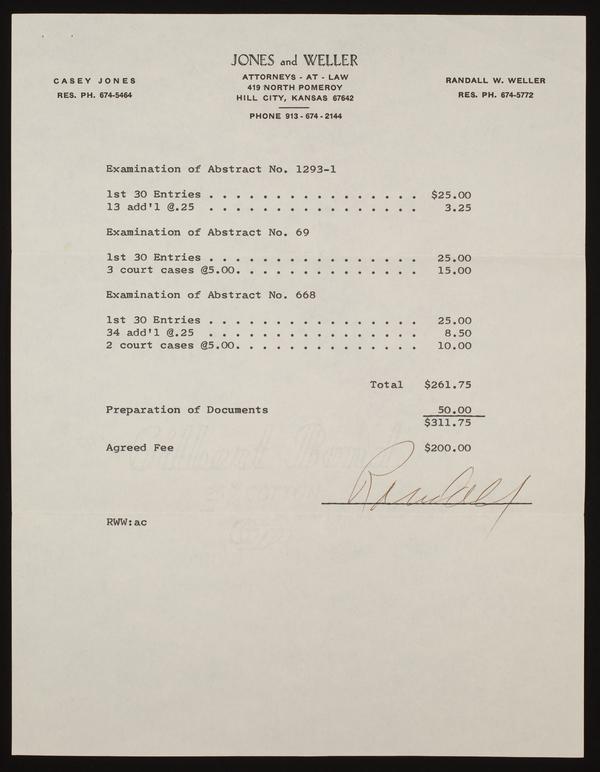 JONES and WELLER
ATTORNEYS - AT - LAW
419 NORTH POMEROY
HILL CITY, KANSAS 67642
PHONE 913 - 674 - 2144
CASEY JONES
RES. PH. 674-5464
RANDALL W. WELLER
RES. PH. 674-5772
Examination of Abstract No. 1293-1
1st 30 Entries . . . . . . . . . . . . . . . . $25.00
13 add'l @.25 . . . . . . . . . . . . . . . . 3.25
Examination of Abstract No. 69
1st 30 Entries . . . . . . . . . . . . . . . . 25.00
3 court cases @5.00. . . . . . . . . . . . . . 15.00
Examination of Abstract No. 668
1st 30 Entries . . . . . . . . . . . . . . . . 25.00
34 add'l @.25 . . . . . . . . . . . . . . . . 8.50
2 court cases @5.00. . . . . . . . . . . . . . 10.00
Total $261.75
Preparation of Documents 50.00
$311.75
Agreed Fee $200.00
Randall
RWW:ac